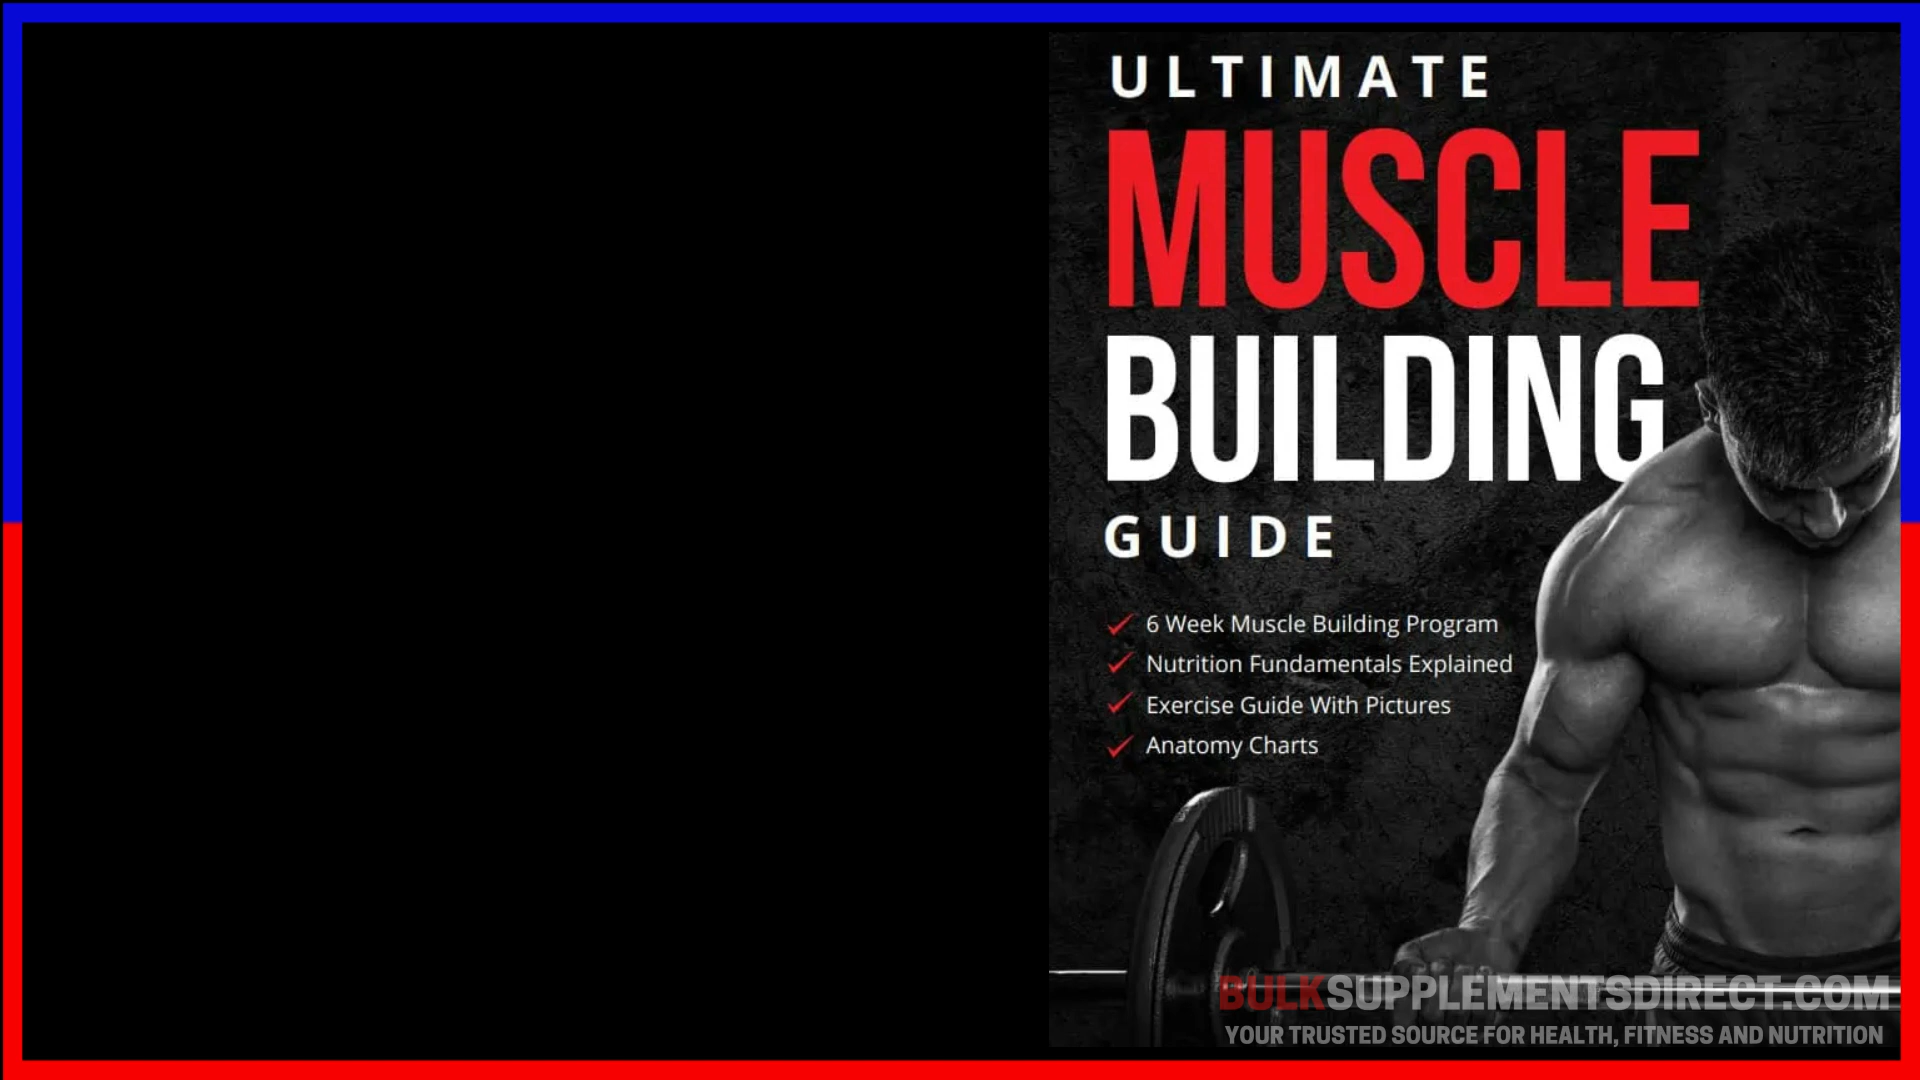 ULTIMATE
MUSCLE
BUILDING
GUIDE
6 Week Muscle Building Program
Nutrition Fundamentals Explained
Exercise Guide With Pictures
Anatomy Charts
BULKSUPPLEMENTSDIRECT.COM
YOUR TRUSTED SOURCE FOR HEALTH, FITNESS AND NUTRITION